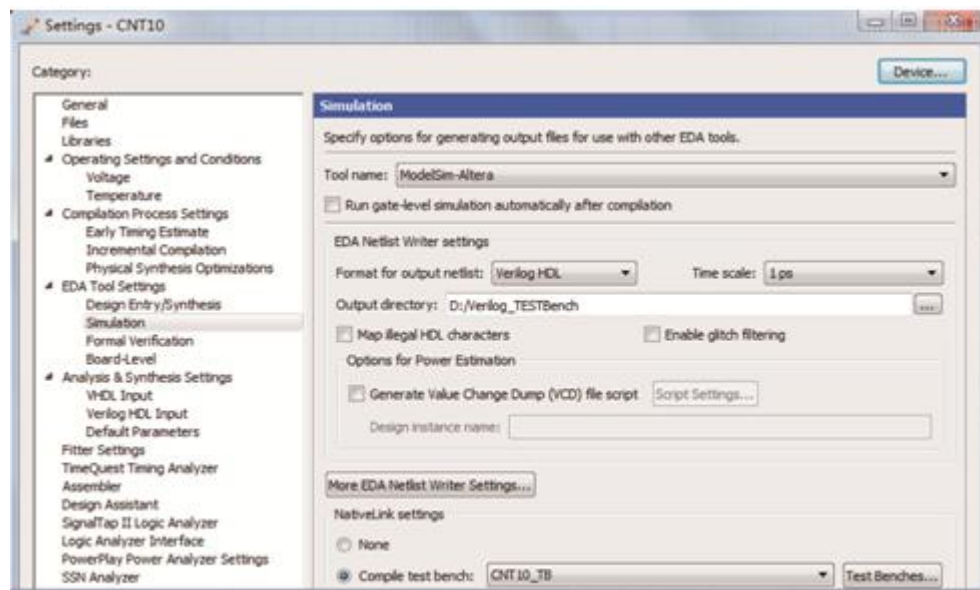 Settings - CNT10
Category:
Device...
General
Files
Libraries
Operating Settings and Conditions
Voltage
Temperature
Compilation Process Settings
Early Timing Estimate
Incremental Compilation
Physical Synthesis Optimizations
EDA Tool Settings
Design Entry/Synthesis
Simulation
Formal Verification
Board-Level
Analysis & Synthesis Settings
VHDL Input
Verilog HDL Input
Default Parameters
Fitter Settings
TimeQuest Timing Analyzer
Assembler
Design Assistant
SignalTap II Logic Analyzer
Logic Analyzer Interface
PowerPlay Power Analyzer Settings
SSN Analyzer
Simulation
Specify options for generating output files for use with other EDA tools.
Tool name: ModelSim-Altera
Run gate-level simulation automatically after compilation
EDA Netlist Writer settings
Format for output netlist: Verilog HDL Time scale: 1 ps
Output directory: D:/Verilog_TESTBench ...
Map illegal HDL characters Enable glitch filtering
Options for Power Estimation
Generate Value Change Dump (VCD) file script Script Settings...
Design instance name:
More EDA Netlist Writer Settings...
NativeLink settings
None
Compile test bench: CNT10_TB Test Benches...